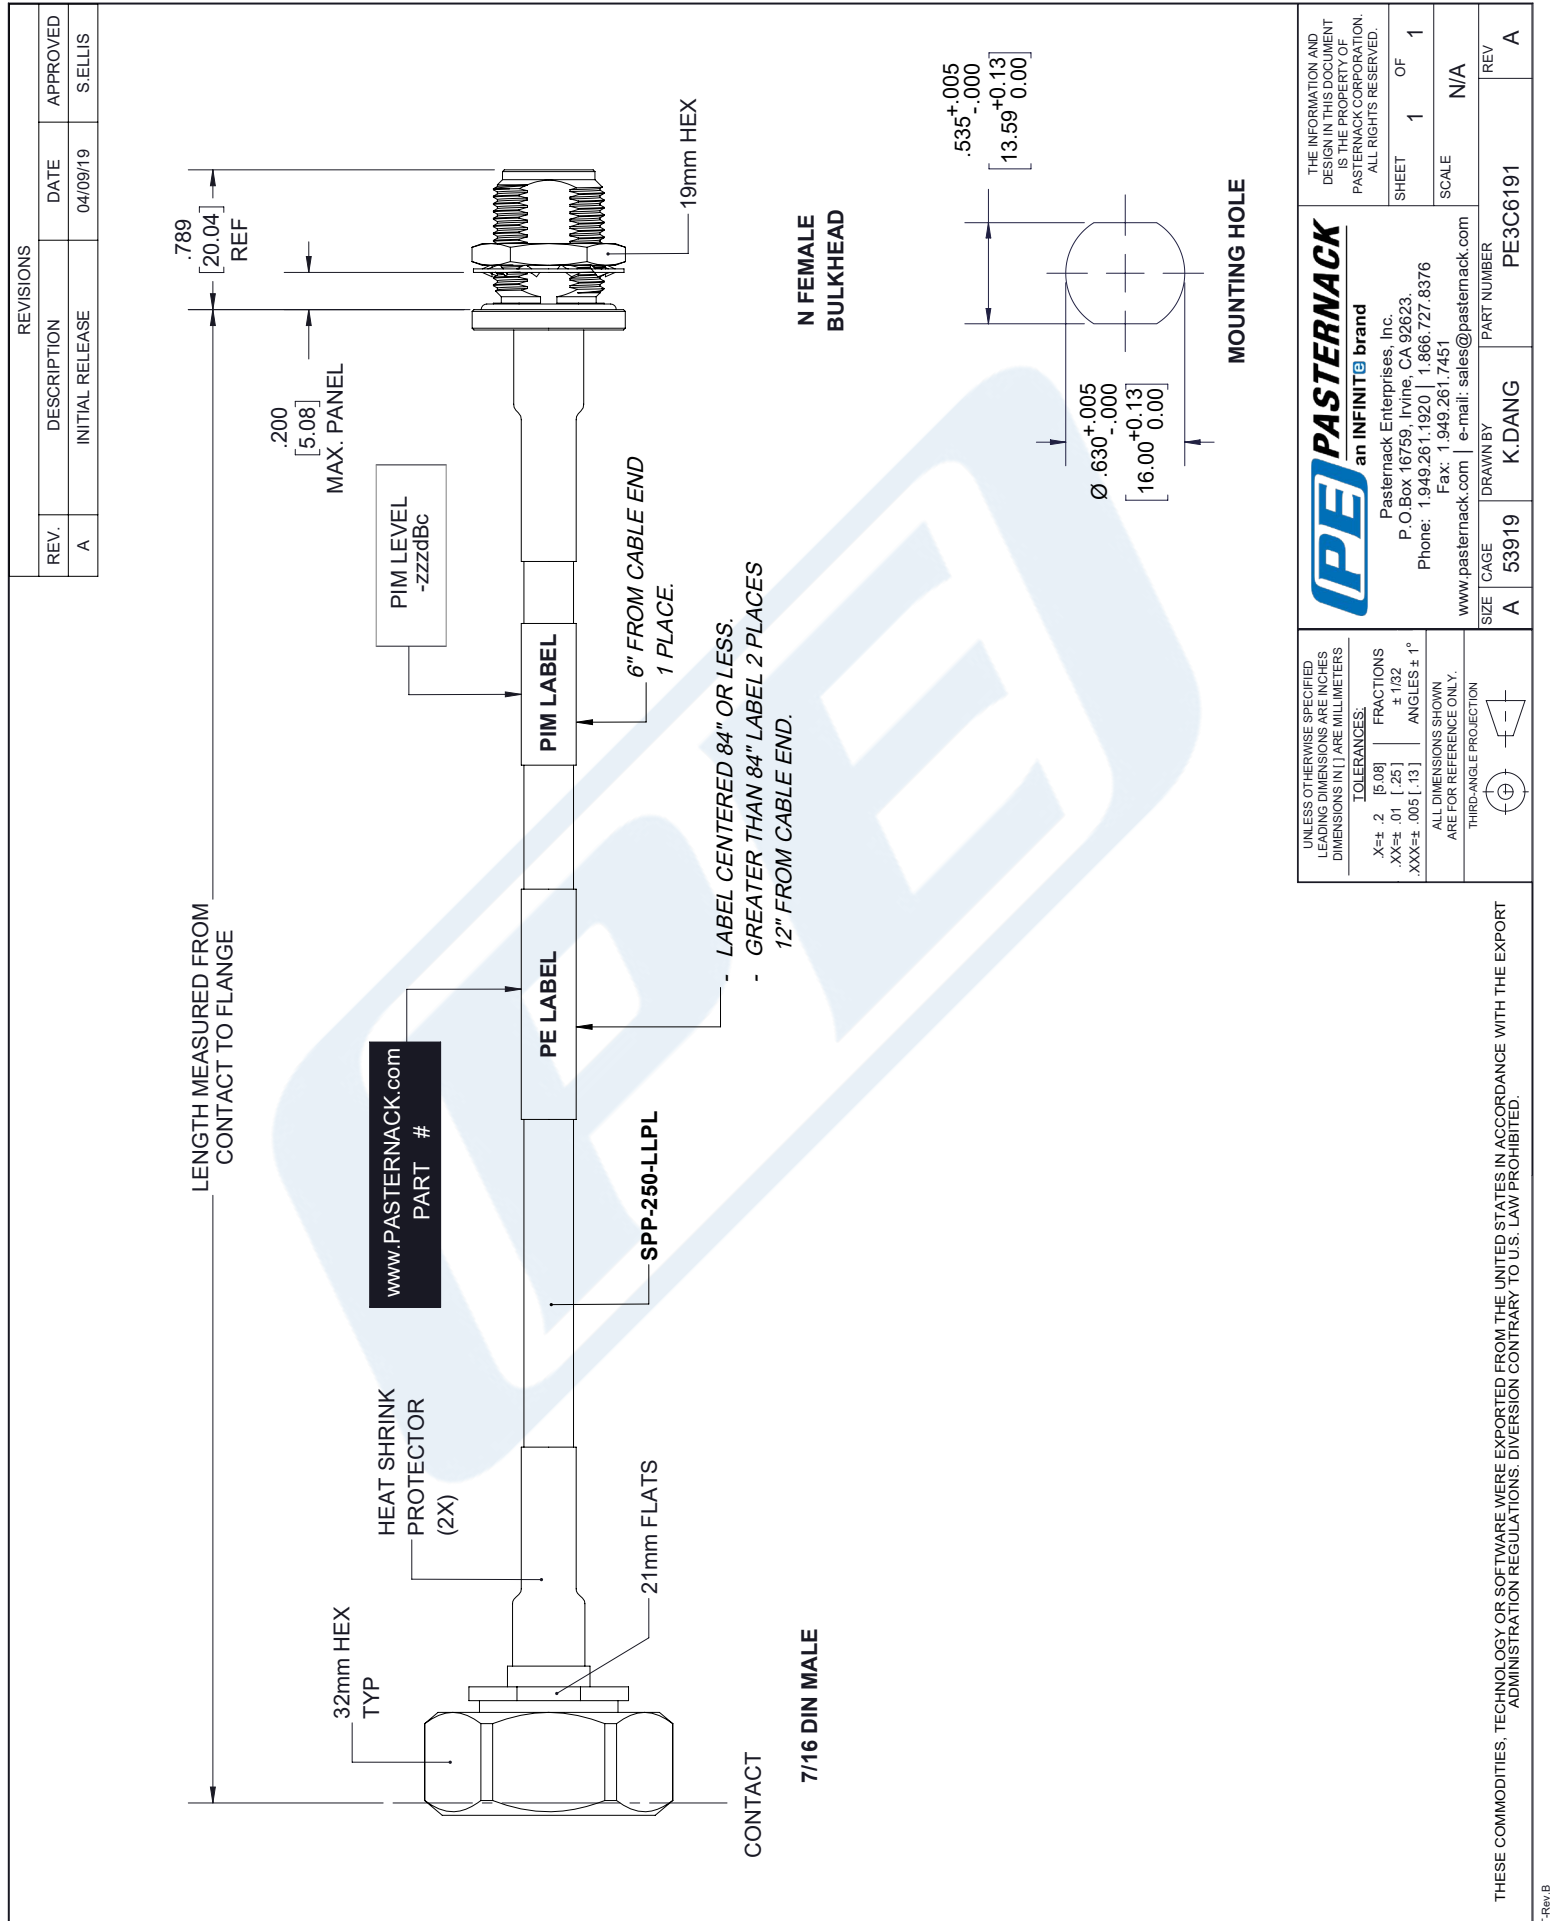 REVISIONS
REV.
DESCRIPTION
DATE
APPROVED
A
INITIAL RELEASE
04/09/19
S.ELLIS
LENGTH MEASURED FROM
CONTACT TO FLANGE
.789
[20.04]
REF
.200
[5.08]
MAX. PANEL
32mm HEX
TYP
HEAT SHRINK
PROTECTOR
(2X)
www.PASTERNACK.com
PART #
PIM LEVEL
-zzzdBc
PE LABEL
PIM LABEL
19mm HEX
21mm FLATS
SPP-250-LLPL
6" FROM CABLE END
1 PLACE.
- LABEL CENTERED 84" OR LESS.
- GREATER THAN 84" LABEL 2 PLACES
12" FROM CABLE END.
CONTACT
7/16 DIN MALE
N FEMALE
BULKHEAD
.535 +.005
-.000
[13.59 +0.13
0.00]
Ø .630 +.005
-.000
[16.00 +0.13
0.00]
MOUNTING HOLE
UNLESS OTHERWISE SPECIFIED
LEADING DIMENSIONS ARE INCHES
DIMENSIONS IN [ ] ARE MILLIMETERS
TOLERANCES:
.X=± .2 [5.08] FRACTIONS
.XX=± .01 [ .25] ± 1/32
.XXX=± .005 [ .13] ANGLES ± 1°
ALL DIMENSIONS SHOWN
ARE FOR REFERENCE ONLY.
THIRD-ANGLE PROJECTION
PE PASTERNACK
an INFINITe brand
Pasternack Enterprises, Inc.
P.O.Box 16759, Irvine, CA 92623.
Phone: 1.949.261.1920 | 1.866.727.8376
Fax: 1.949.261.7451
www.pasternack.com | e-mail: sales@pasternack.com
THE INFORMATION AND
DESIGN IN THIS DOCUMENT
IS THE PROPERTY OF
PASTERNACK CORPORATION.
ALL RIGHTS RESERVED.
SHEET 1 OF 1
SCALE N/A
SIZE A
CAGE 53919
DRAWN BY K.DANG
PART NUMBER PE3C6191
REV A
THESE COMMODITIES, TECHNOLOGY OR SOFTWARE WERE EXPORTED FROM THE UNITED STATES IN ACCORDANCE WITH THE EXPORT
ADMINISTRATION REGULATIONS. DIVERSION CONTRARY TO U.S. LAW PROHIBITED.
-Rev.B